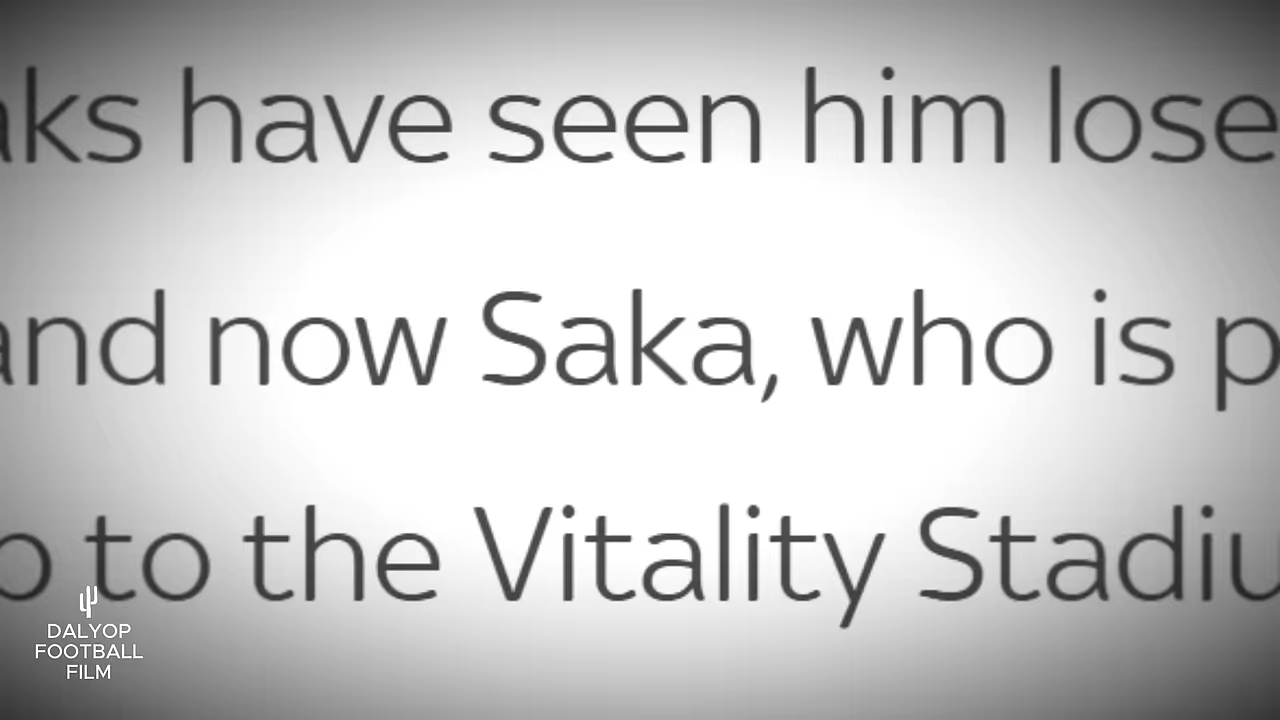 aks have seen him lose
and now Saka, who is p
p to the Vitality Stadiu
DALYOP
FOOTBALL
FILM